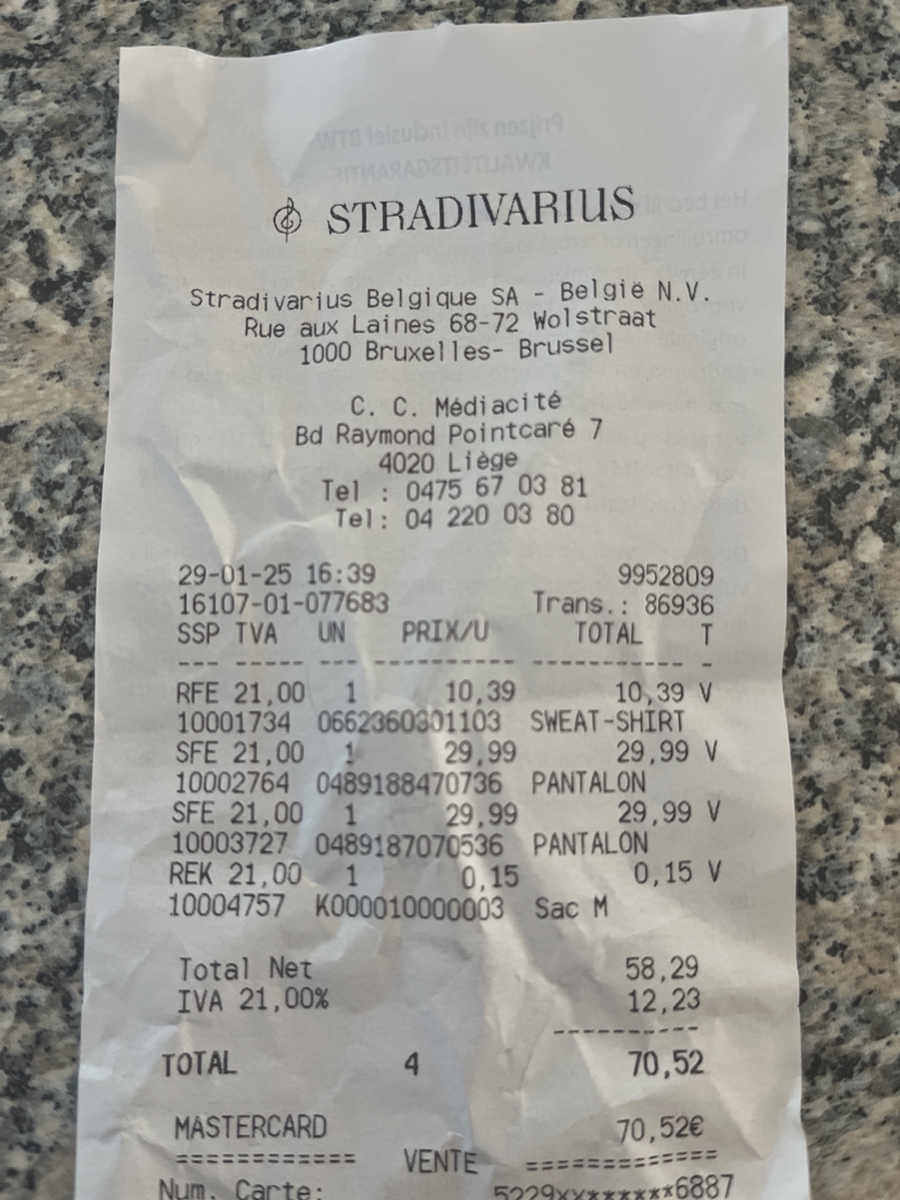 STRADIVARIUS
Stradivarius Belgique SA - België N.V.
Rue aux Laines 68-72 Wolstraat
1000 Bruxelles- Brussel
C. C. Médiacité
Bd Raymond Pointcaré 7
4020 Liège
Tel : 0475 67 03 81
Tel: 04 220 03 80
29-01-25 16:39 9952809
16107-01-077683 Trans.: 86936
SSP TVA UN PRIX/U TOTAL T
--- ----- --- ---------- ----------- -
RFE 21,00 1 10,39 10,39 V
10001734 0662360301103 SWEAT-SHIRT
SFE 21,00 1 29,99 29,99 V
10002764 0489188470736 PANTALON
SFE 21,00 1 29,99 29,99 V
10003727 0489187070536 PANTALON
REK 21,00 1 0,15 0,15 V
10004757 K000010000003 Sac M
Total Net 58,29
IVA 21,00% 12,23
----------
TOTAL 4 70,52
MASTERCARD 70,52€
============ VENTE =============
Num. Carte: 5229xx*******6887